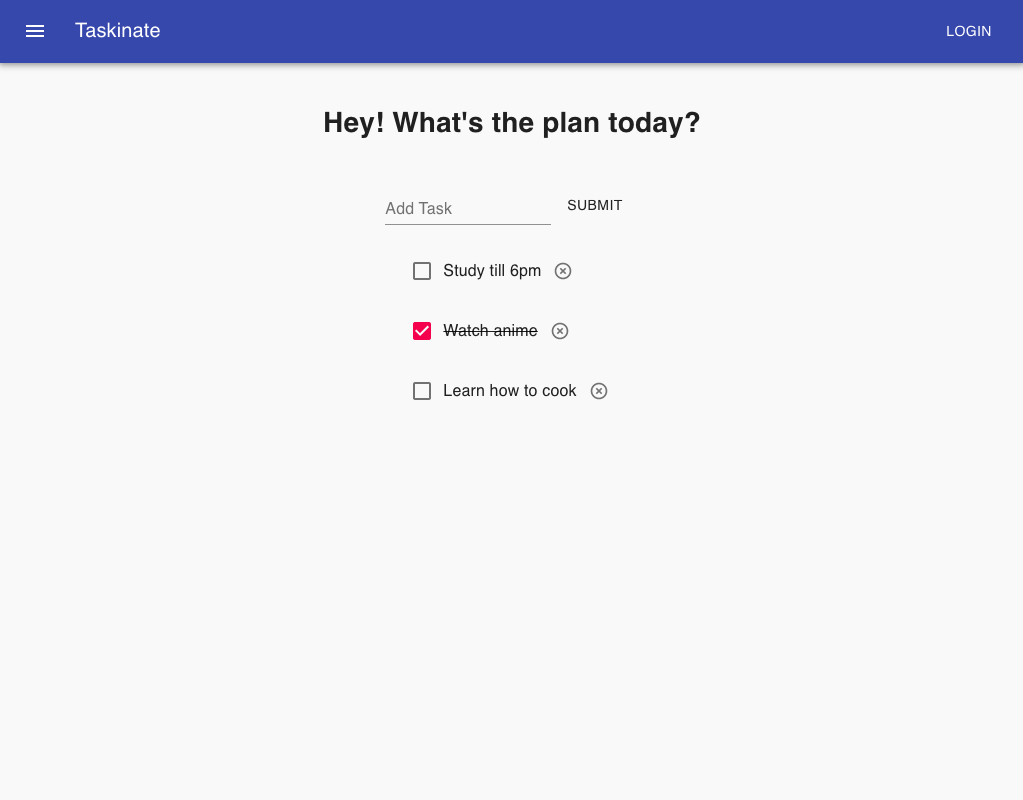 Taskinate
LOGIN
Hey! What's the plan today?
Add Task
SUBMIT
Study till 6pm
Watch anime
Learn how to cook